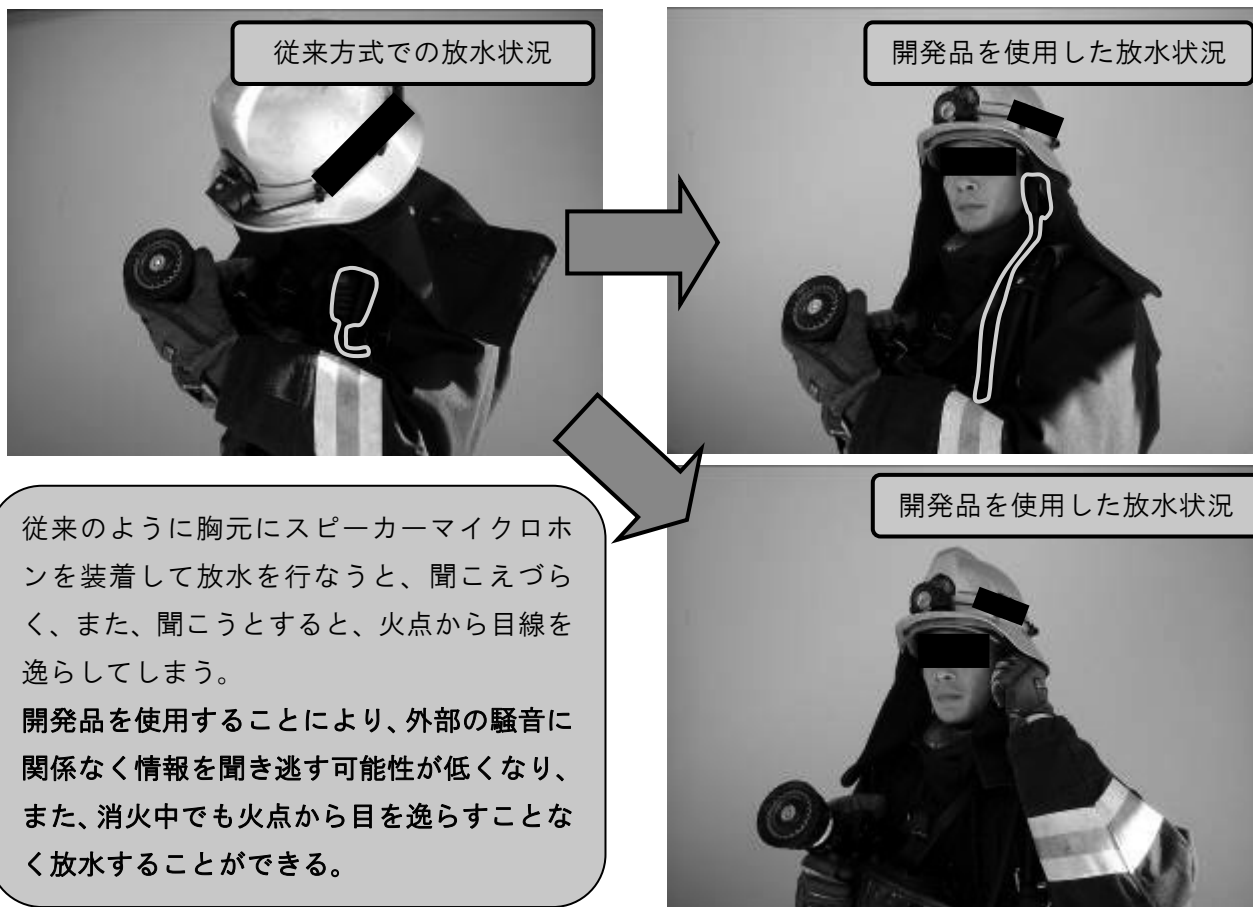 従来方式での放水状況
開発品を使用した放水状況
開発品を使用した放水状況
従来のように胸元にスピーカーマイクロホ
ンを装着して放水を行なうと、聞こえづら
く、また、聞こうとすると、火点から目線を
逸らしてしまう。
開発品を使用することにより、外部の騒音に
関係なく情報を聞き逃す可能性が低くなり、
また、消火中でも火点から目を逸らすことな
く放水することができる。